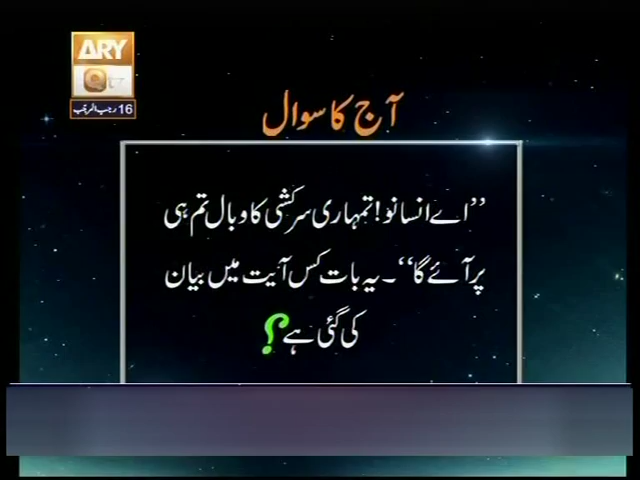 ARY
Qtv
16 رجب المرجب
آج کا سوال
’’اے انسانو! تمہاری سرکشی کا وبال تم ہی
پر آئے گا‘‘۔ یہ بات کس آیت میں بیان
کی گئی ہے؟